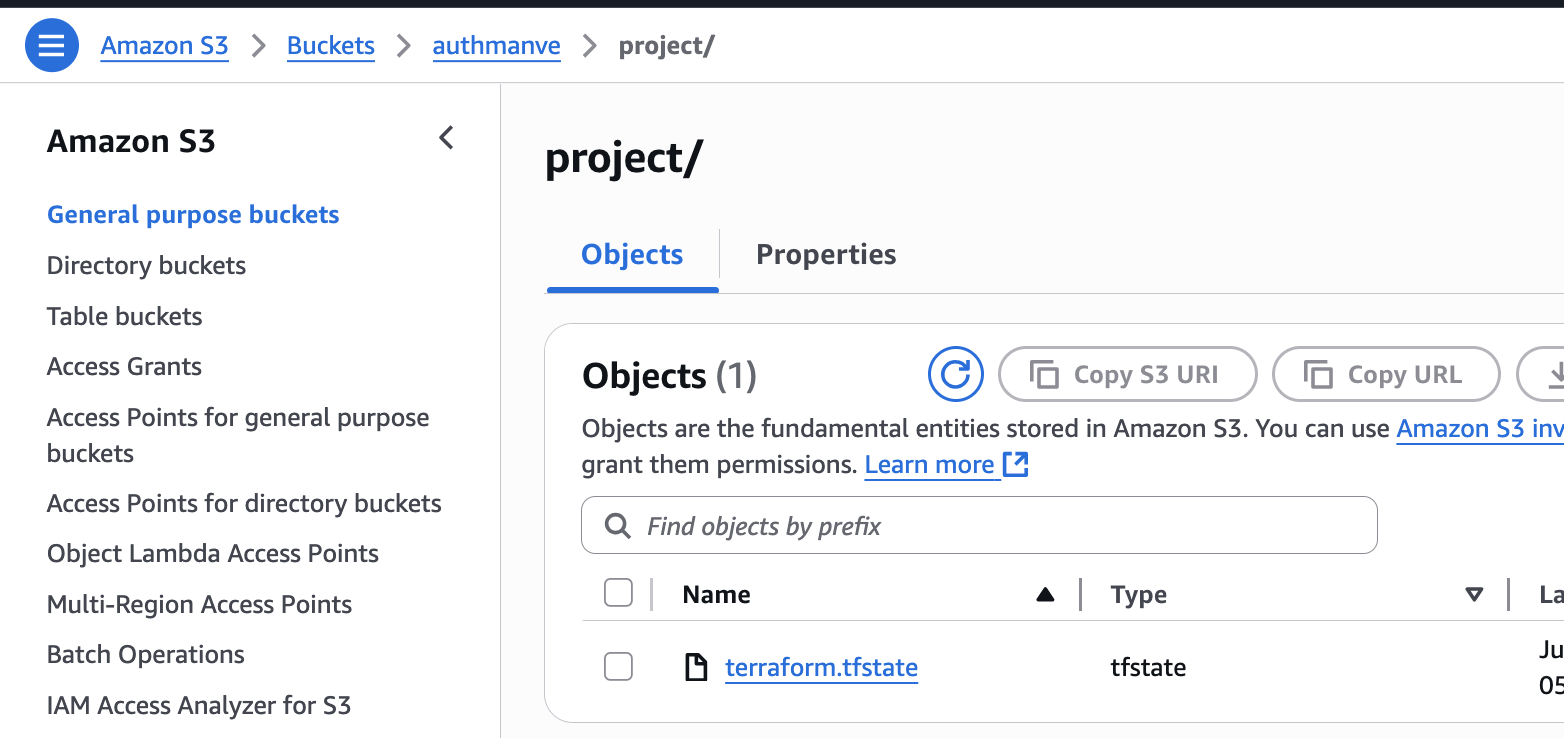 Amazon S3 > Buckets > authmanve > project/
Amazon S3
General purpose buckets
Directory buckets
Table buckets
Access Grants
Access Points for general purpose
buckets
Access Points for directory buckets
Object Lambda Access Points
Multi-Region Access Points
Batch Operations
IAM Access Analyzer for S3
project/
Objects Properties
Objects (1) Copy S3 URI Copy URL
Objects are the fundamental entities stored in Amazon S3. You can use Amazon S3 inv
grant them permissions. Learn more
Find objects by prefix
Name Type La
terraform.tfstate tfstate Ju
05